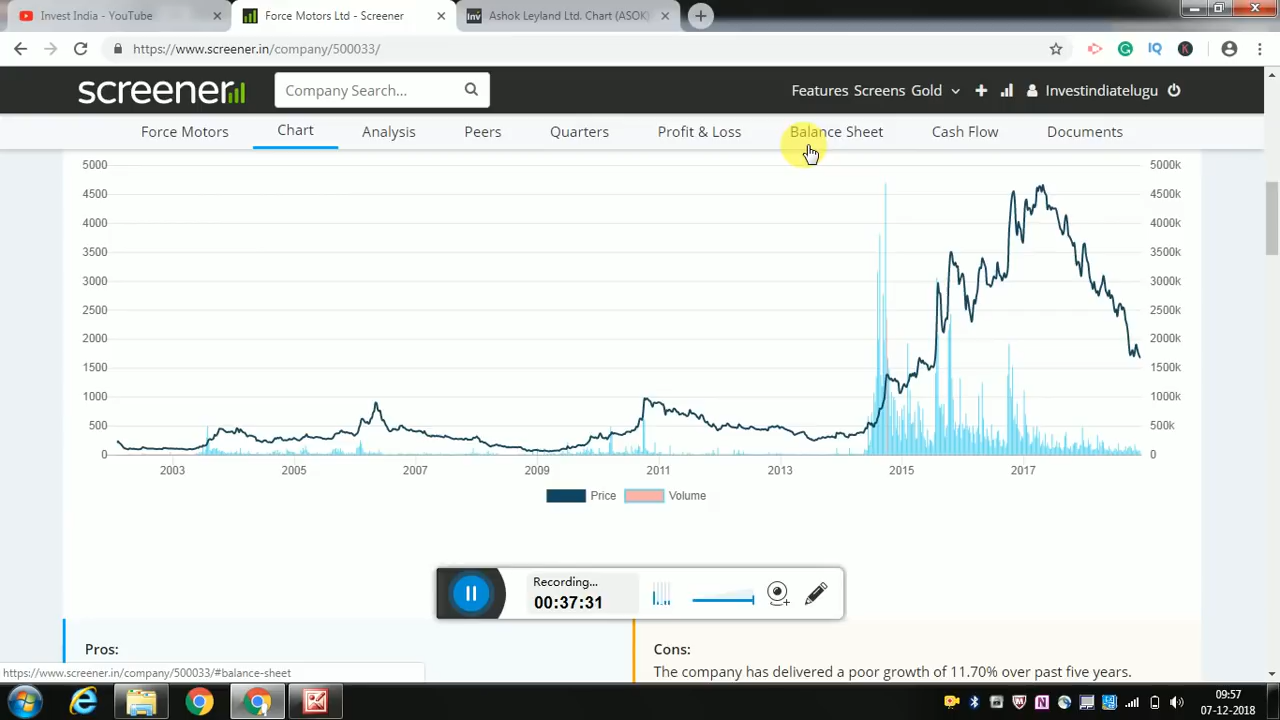 Invest India - YouTube
Force Motors Ltd - Screener
Ashok Leyland Ltd. Chart (ASOK)
https://www.screener.in/company/500033/
screener
Company Search...
Features Screens Gold
Investindiatelugu
Force Motors Chart Analysis Peers Quarters Profit & Loss Balance Sheet Cash Flow Documents
5000 5000k
4500 4500k
4000 4000k
3500 3500k
3000 3000k
2500 2500k
2000 2000k
1500 1500k
1000 1000k
500 500k
0 0
2003 2005 2007 2009 2011 2013 2015 2017
Price Volume
Recording...
00:37:31
Pros:
Cons:
The company has delivered a poor growth of 11.70% over past five years.
https://www.screener.in/company/500033/#balance-sheet
09:57
07-12-2018